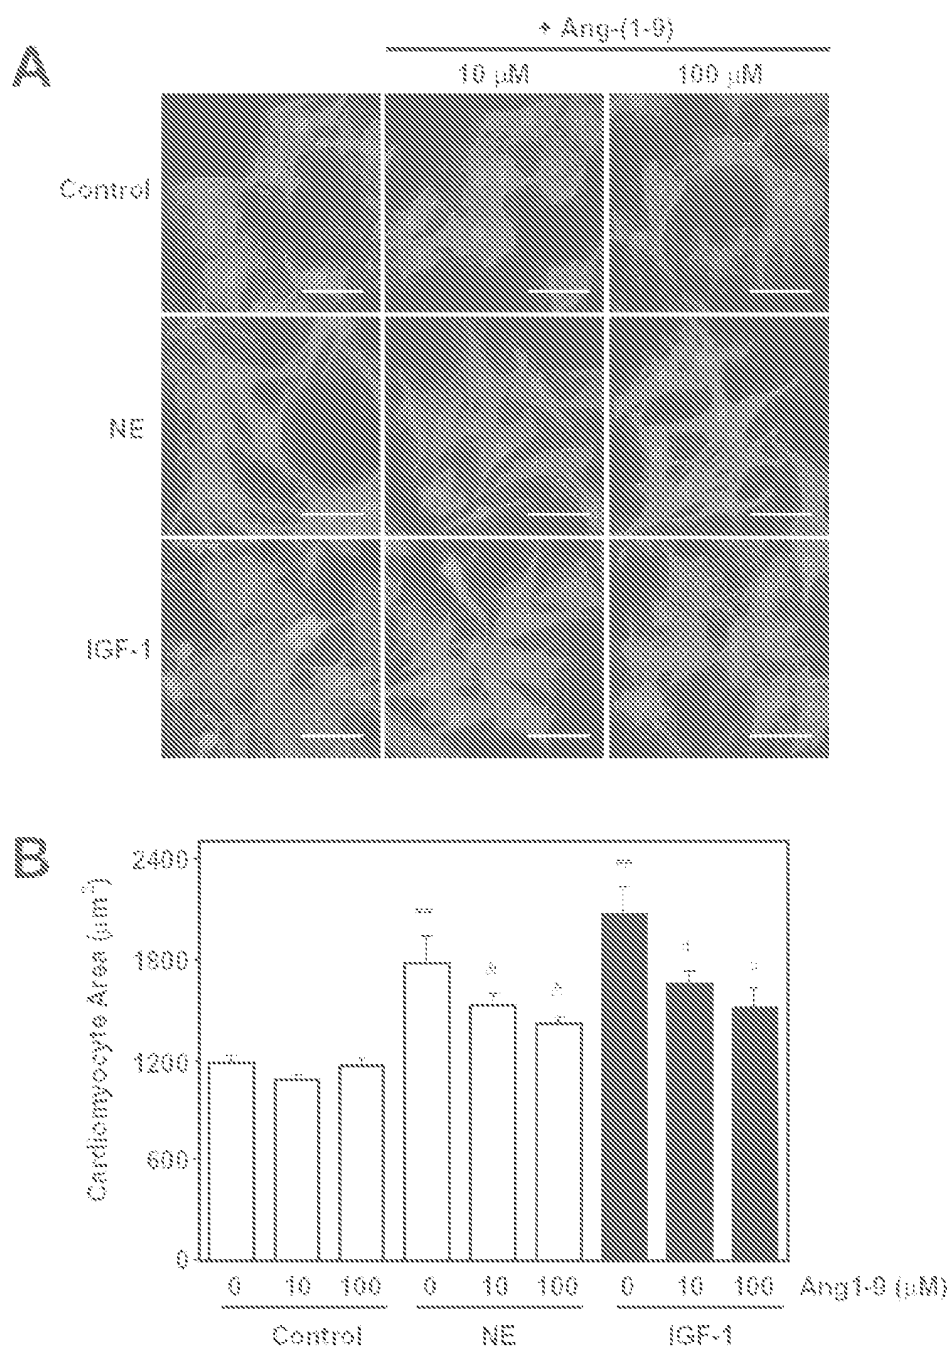 A
+ Ang-(1-9)
10 µM 100 µM
Control
NE
IGF-1
B
Cardiomyocyte Area (µm²)
2400
1800
1200
600
0
0 10 100 0 10 100 0 10 100 Ang1-9 (µM)
Control NE IGF-1